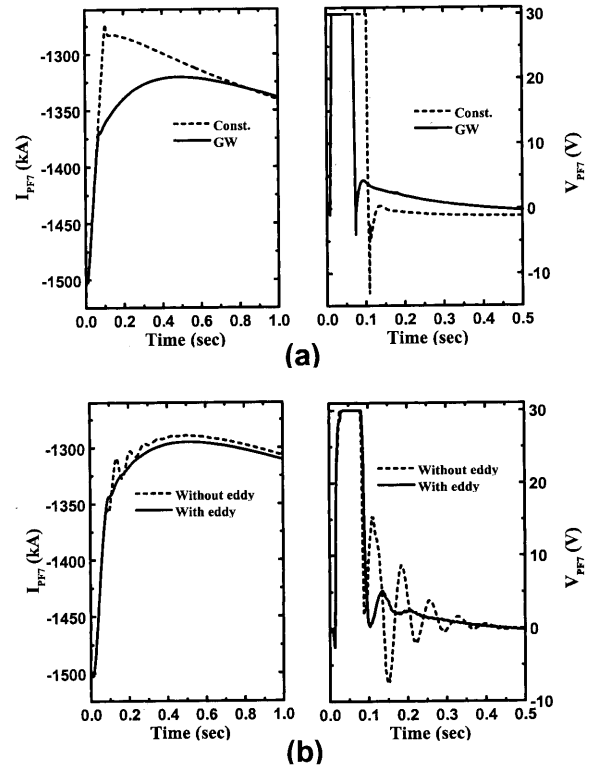 -1300
-1350
-1400
-1450
-1500
I_PF7 (kA)
Const.
GW
0.0 0.2 0.4 0.6 0.8 1.0
Time (sec)
Const.
GW
30
20
10
0
-10
V_PF7 (V)
0.0 0.1 0.2 0.3 0.4 0.5
Time (sec)
(a)
-1300
-1350
-1400
-1450
-1500
I_PF7 (kA)
Without eddy
With eddy
0.0 0.2 0.4 0.6 0.8 1.0
Time (sec)
Without eddy
With eddy
30
20
10
0
-10
V_PF7 (V)
0.0 0.1 0.2 0.3 0.4 0.5
Time (sec)
(b)